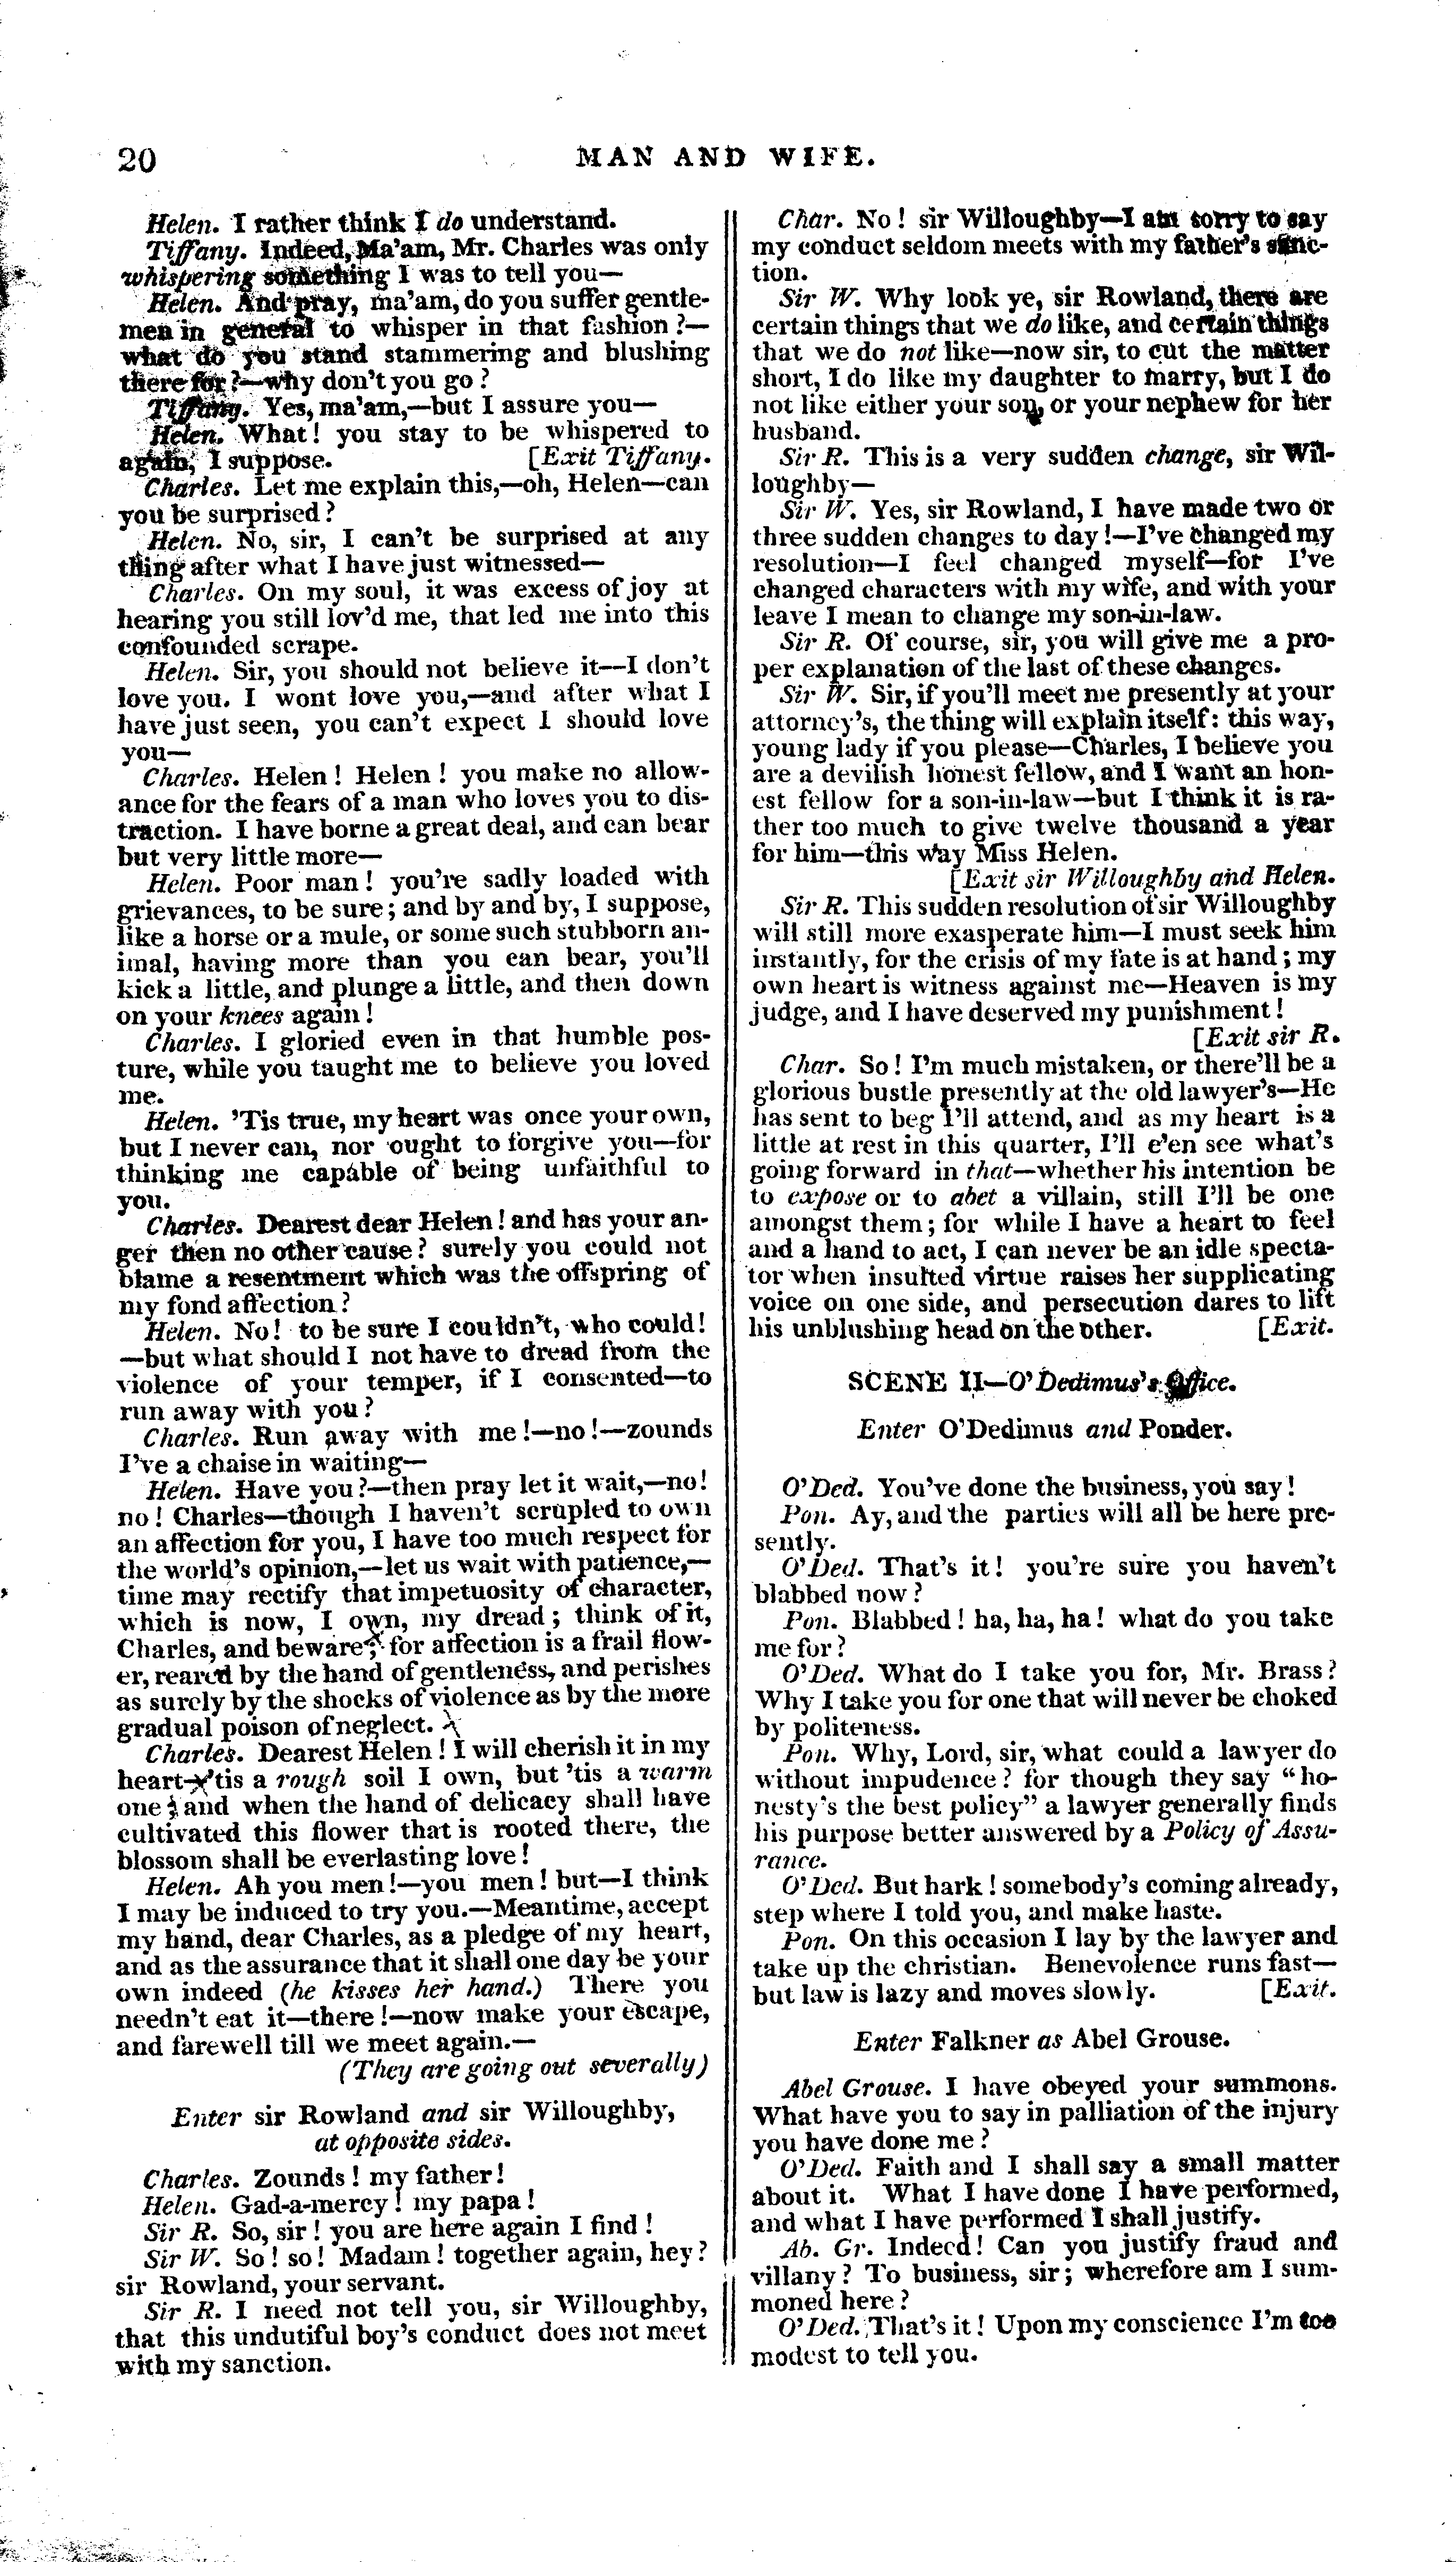 20
MAN AND WIFE.
Helen. I rather think I do understand.
Tiffany. Indeed, Ma'am, Mr. Charles was only
whispering something I was to tell you—
Helen. And pray, ma'am, do you suffer gentle-
men in general to whisper in that fashion?—
what do you stand stammering and blushing
there for?—why don't you go?
Tiffany. Yes, ma'am,—but I assure you—
Helen. What! you stay to be whispered to
again, I suppose. [Exit Tiffany.
Charles. Let me explain this,—oh, Helen—can
you be surprised?
Helen. No, sir, I can't be surprised at any
thing after what I have just witnessed—
Charles. On my soul, it was excess of joy at
hearing you still lov'd me, that led me into this
confounded scrape.
Helen. Sir, you should not believe it—I don't
love you. I wont love you,—and after what I
have just seen, you can't expect I should love
you—
Charles. Helen! Helen! you make no allow-
ance for the fears of a man who loves you to dis-
traction. I have borne a great deal, and can bear
but very little more—
Helen. Poor man! you're sadly loaded with
grievances, to be sure; and by and by, I suppose,
like a horse or a mule, or some such stubborn an-
imal, having more than you can bear, you'll
kick a little, and plunge a little, and then down
on your knees again!
Charles. I gloried even in that humble pos-
ture, while you taught me to believe you loved
me.
Helen. 'Tis true, my heart was once your own,
but I never can, nor ought to forgive you—for
thinking me capable of being unfaithful to
you.
Charles. Dearest dear Helen! and has your an-
ger then no other cause? surely you could not
blame a resentment which was the offspring of
my fond affection?
Helen. No! to be sure I couldn't, who could!
—but what should I not have to dread from the
violence of your temper, if I consented—to
run away with you?
Charles. Run away with me!—no!—zounds
I've a chaise in waiting—
Helen. Have you?—then pray let it wait,—no!
no! Charles—though I haven't scrupled to own
an affection for you, I have too much respect for
the world's opinion,—let us wait with patience,—
time may rectify that impetuosity of character,
which is now, I own, my dread; think of it,
Charles, and beware; for affection is a frail flow-
er, rear'd by the hand of gentleness, and perishes
as surely by the shocks of violence as by the more
gradual poison of neglect.
Charles. Dearest Helen! I will cherish it in my
heart—'tis a rough soil I own, but 'tis a warm
one; and when the hand of delicacy shall have
cultivated this flower that is rooted there, the
blossom shall be everlasting love!
Helen. Ah you men!—you men! but—I think
I may be induced to try you.—Meantime, accept
my hand, dear Charles, as a pledge of my heart,
and as the assurance that it shall one day be your
own indeed (he kisses her hand.) There you
needn't eat it—there!—now make your escape,
and farewell till we meet again.—
(They are going out severally)
Enter sir Rowland and sir Willoughby,
at opposite sides.
Charles. Zounds! my father!
Helen. Gad-a-mercy! my papa!
Sir R. So, sir! you are here again I find!
Sir W. So! so! Madam! together again, hey?
sir Rowland, your servant.
Sir R. I need not tell you, sir Willoughby,
that this undutiful boy's conduct does not meet
with my sanction.
Char. No! sir Willoughby—I am sorry to say
my conduct seldom meets with my father's sanc-
tion.
Sir W. Why look ye, sir Rowland, there are
certain things that we do like, and certain things
that we do not like—now sir, to cut the matter
short, I do like my daughter to marry, but I do
not like either your son, or your nephew for her
husband.
Sir R. This is a very sudden change, sir Wil-
loughby—
Sir W. Yes, sir Rowland, I have made two or
three sudden changes to day!—I've changed my
resolution—I feel changed myself—for I've
changed characters with my wife, and with your
leave I mean to change my son-in-law.
Sir R. Of course, sir, you will give me a pro-
per explanation of the last of these changes.
Sir W. Sir, if you'll meet me presently at your
attorney's, the thing will explain itself: this way,
young lady if you please—Charles, I believe you
are a devilish honest fellow, and I want an hon-
est fellow for a son-in-law—but I think it is ra-
ther too much to give twelve thousand a year
for him—this way Miss Helen.
[Exit sir Willoughby and Helen.
Sir R. This sudden resolution of sir Willoughby
will still more exasperate him—I must seek him
instantly, for the crisis of my fate is at hand; my
own heart is witness against me—Heaven is my
judge, and I have deserved my punishment!
[Exit sir R.
Char. So! I'm much mistaken, or there'll be a
glorious bustle presently at the old lawyer's—He
has sent to beg I'll attend, and as my heart is a
little at rest in this quarter, I'll e'en see what's
going forward in that—whether his intention be
to expose or to abet a villain, still I'll be one
amongst them; for while I have a heart to feel
and a hand to act, I can never be an idle specta-
tor when insulted virtue raises her supplicating
voice on one side, and persecution dares to lift
his unblushing head on the other. [Exit.
SCENE II—O'Dedimus's Office.
Enter O'Dedimus and Ponder.
O'Ded. You've done the business, you say!
Pon. Ay, and the parties will all be here pre-
sently.
O'Ded. That's it! you're sure you haven't
blabbed now?
Pon. Blabbed! ha, ha, ha! what do you take
me for?
O'Ded. What do I take you for, Mr. Brass?
Why I take you for one that will never be choked
by politeness.
Pon. Why, Lord, sir, what could a lawyer do
without impudence? for though they say "ho-
nesty's the best policy" a lawyer generally finds
his purpose better answered by a Policy of Assu-
rance.
O'Ded. But hark! somebody's coming already,
step where I told you, and make haste.
Pon. On this occasion I lay by the lawyer and
take up the christian. Benevolence runs fast—
but law is lazy and moves slowly. [Exit.
Enter Falkner as Abel Grouse.
Abel Grouse. I have obeyed your summons.
What have you to say in palliation of the injury
you have done me?
O'Ded. Faith and I shall say a small matter
about it. What I have done I have performed,
and what I have performed I shall justify.
Ab. Gr. Indeed! Can you justify fraud and
villany? To business, sir; wherefore am I sum-
moned here?
O'Ded. That's it! Upon my conscience I'm too
modest to tell you.